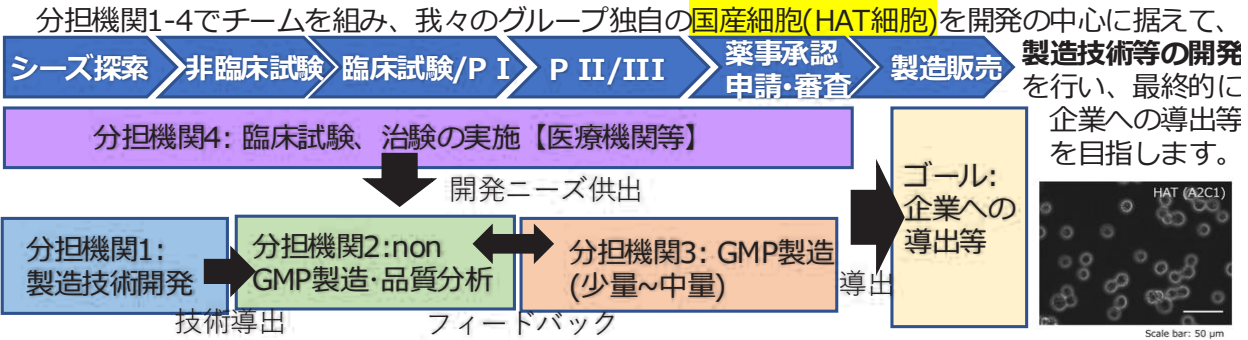 分担機関1-4でチームを組み、我々のグループ独自の国産細胞(HAT細胞)を開発の中心に据えて、
製造技術等の開発
を行い、最終的に
企業への導出等
を目指します。
シーズ探索
非臨床試験
臨床試験/P I
P II/III
薬事承認
申請・審査
製造販売
分担機関4: 臨床試験、治験の実施【医療機関等】
開発ニーズ供出
分担機関1:
製造技術開発
技術導出
分担機関2:non
GMP製造・品質分析
フィードバック
分担機関3: GMP製造
(少量~中量)
導出
ゴール:
企業への
導出等
HAT (A2C1)
Scale bar: 50 μm